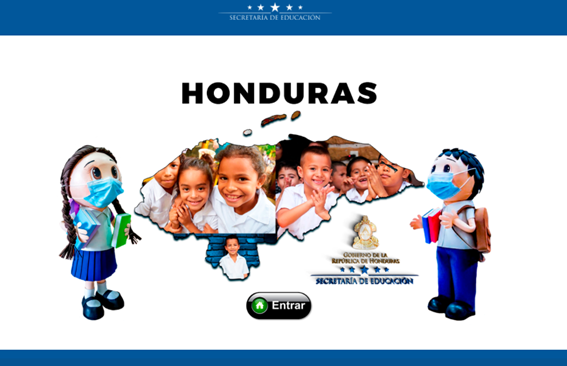 SECRETARÍA DE EDUCACIÓN
HONDURAS
GOBIERNO DE LA
REPÚBLICA DE HONDURAS
SECRETARÍA DE EDUCACIÓN
Entrar